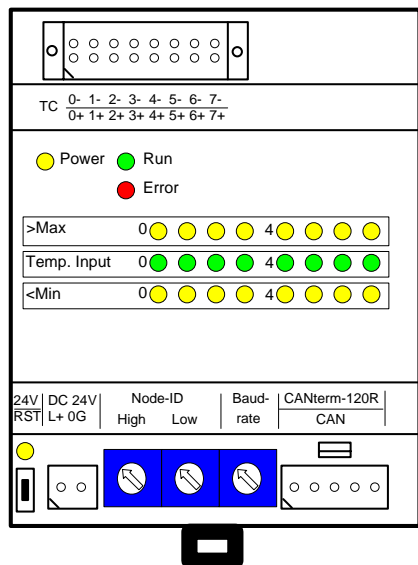 TC 0- 1- 2- 3- 4- 5- 6- 7-
0+ 1+ 2+ 3+ 4+ 5+ 6+ 7+
Power Run
Error
>Max 0 4
Temp. Input 0 4
<Min 0 4
24V DC 24V Node-ID Baud- CANterm-120R
RST L+ 0G High Low rate CAN